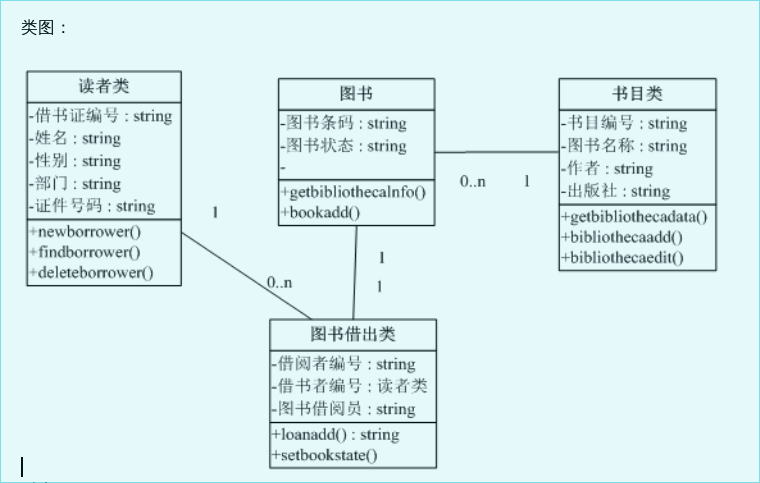 类图：
读者类
-借书证编号 : string
-姓名 : string
-性别 : string
-部门 : string
-证件号码 : string
+newborrower()
+findborrower()
+deleteborrower()
图书
-图书条码 : string
-图书状态 : string
-
+getbibliothecaInfo()
+bookadd()
书目类
-书目编号 : string
-图书名称 : string
-作者 : string
-出版社 : string
+getbibliothecadata()
+bibliothecaadd()
+bibliothecaedit()
0..n
1
1
0..n
1
1
图书借出类
-借阅者编号 : string
-借书者编号 : 读者类
-图书借阅员 : string
+loanadd() : string
+setbookstate()